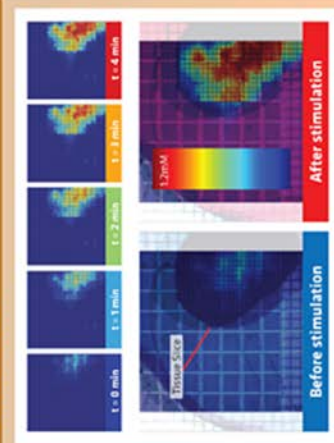 t = 0 min
t = 1 min
t = 2 min
t = 3 min
t = 4 min
Tissue Slice
1.2mM
Before stimulation
After stimulation